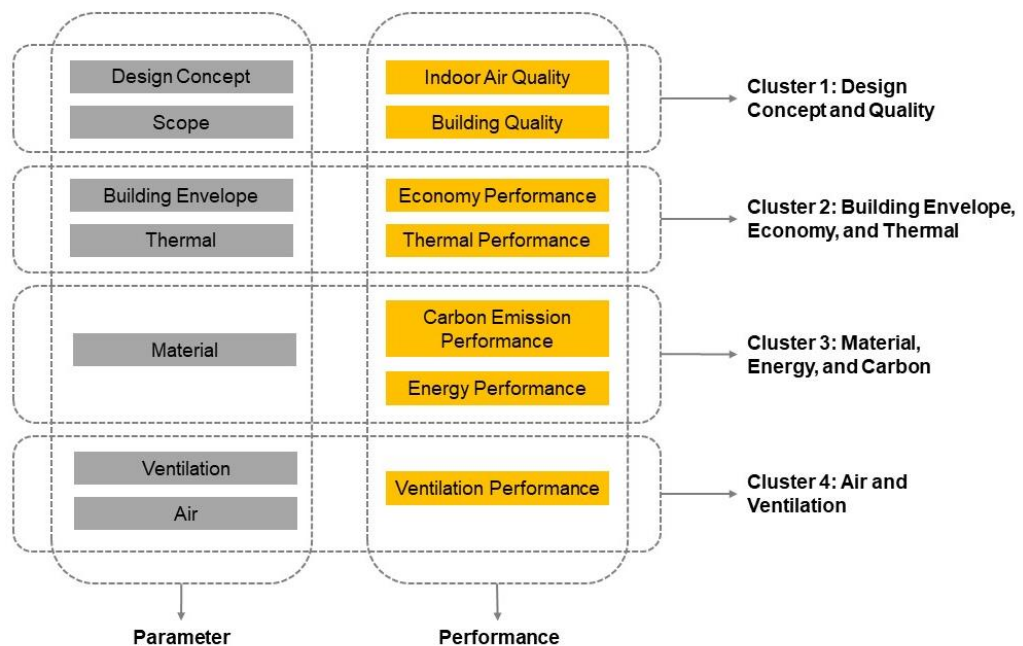 Design Concept
Indoor Air Quality
Scope
Building Quality
Cluster 1: Design
Concept and Quality
Building Envelope
Economy Performance
Thermal
Thermal Performance
Cluster 2: Building Envelope,
Economy, and Thermal
Material
Carbon Emission
Performance
Energy Performance
Cluster 3: Material,
Energy, and Carbon
Ventilation
Air
Ventilation Performance
Cluster 4: Air and
Ventilation
Parameter
Performance